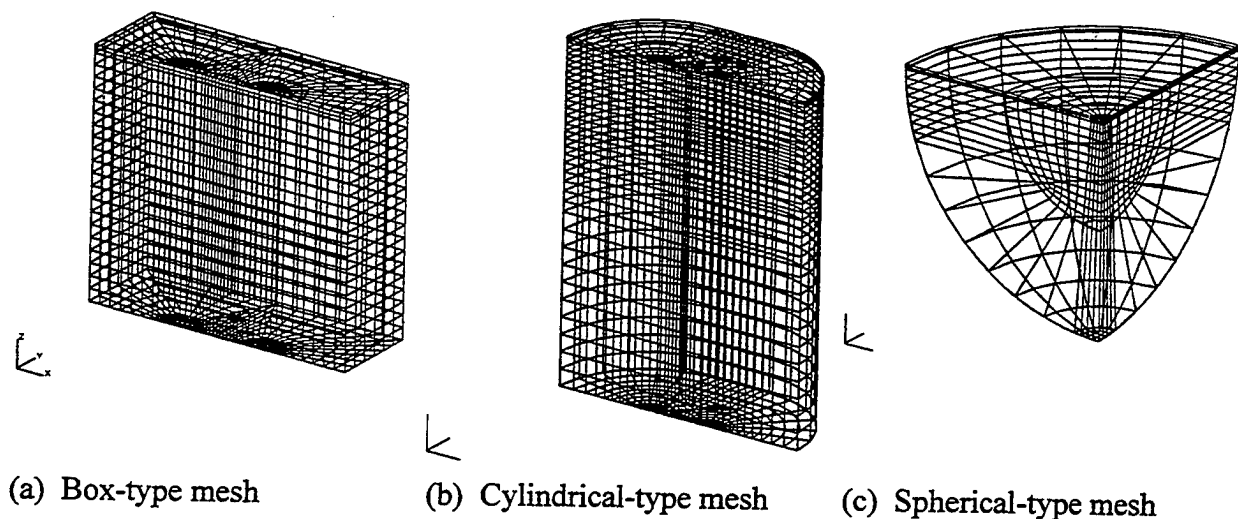 z
Y
x
(a) Box-type mesh
(b) Cylindrical-type mesh
(c) Spherical-type mesh